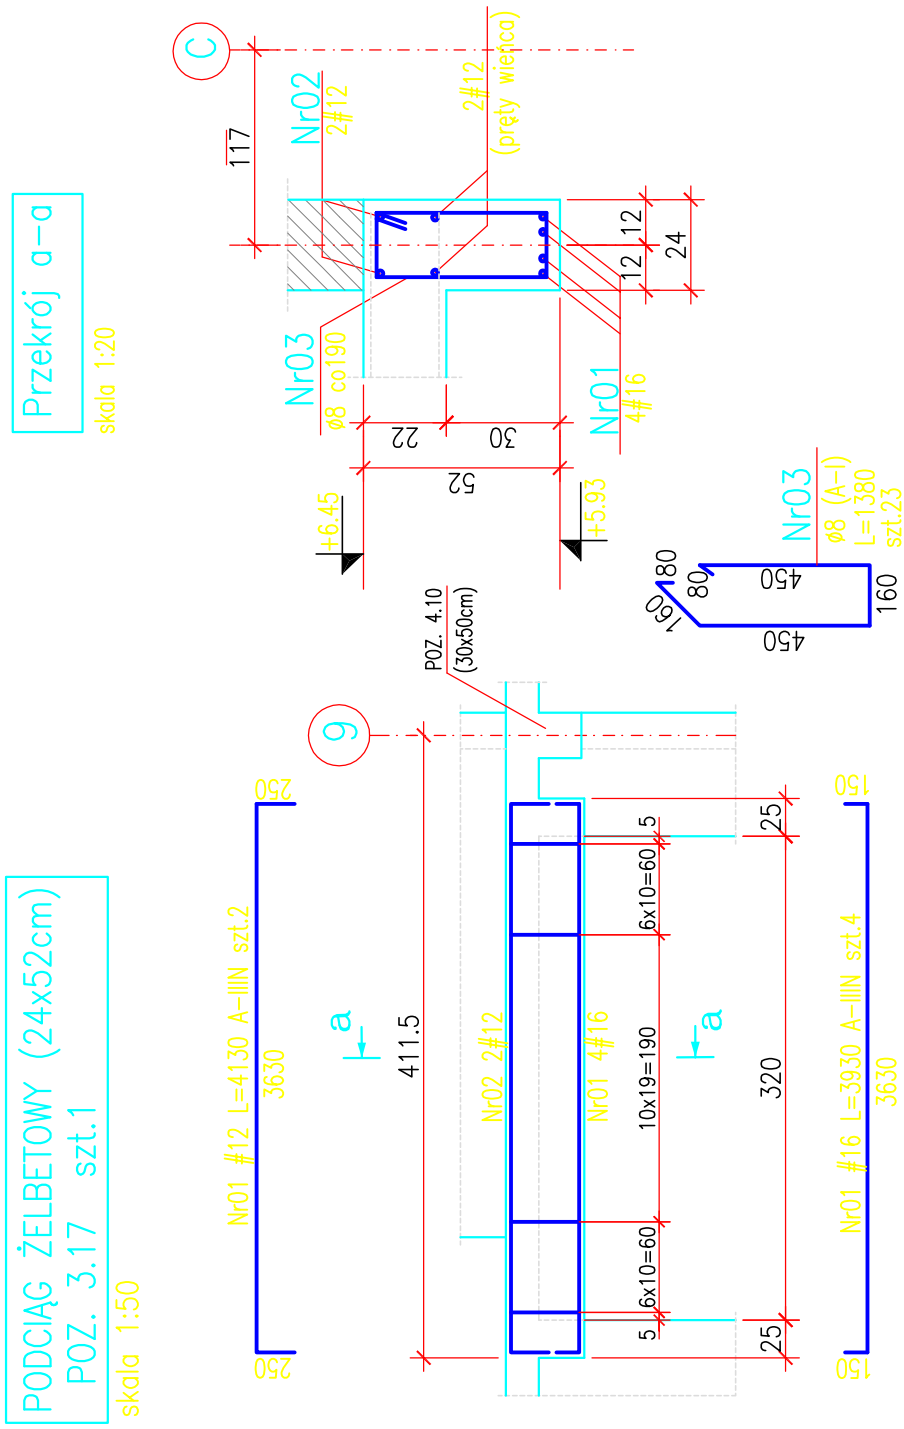 PODCIĄG ŻELBETOWY (24x52cm)
POZ. 3.17 szt.1
skala 1:50
250
Nr01 #12 L=4130 A-IIIN szt.2
250
3630
9
411.5
POZ. 4.10
(30x50cm)
a
a
Nr02 2#12
Nr01 4#16
5
6x10=60
10x19=190
6x10=60
5
25
320
25
150
Nr01 #16 L=3930 A-IIIN szt.4
150
3630
Przekrój a-a
skala 1:20
C
117
Nr02
2#12
2#12
(pręty wieńca)
Nr03
ø8 co190
Nr01
4#16
12
12
24
22
30
52
+6.45
+5.93
160
80
80
450
450
160
Nr03
ø8 (A-I)
L=1380
szt.23